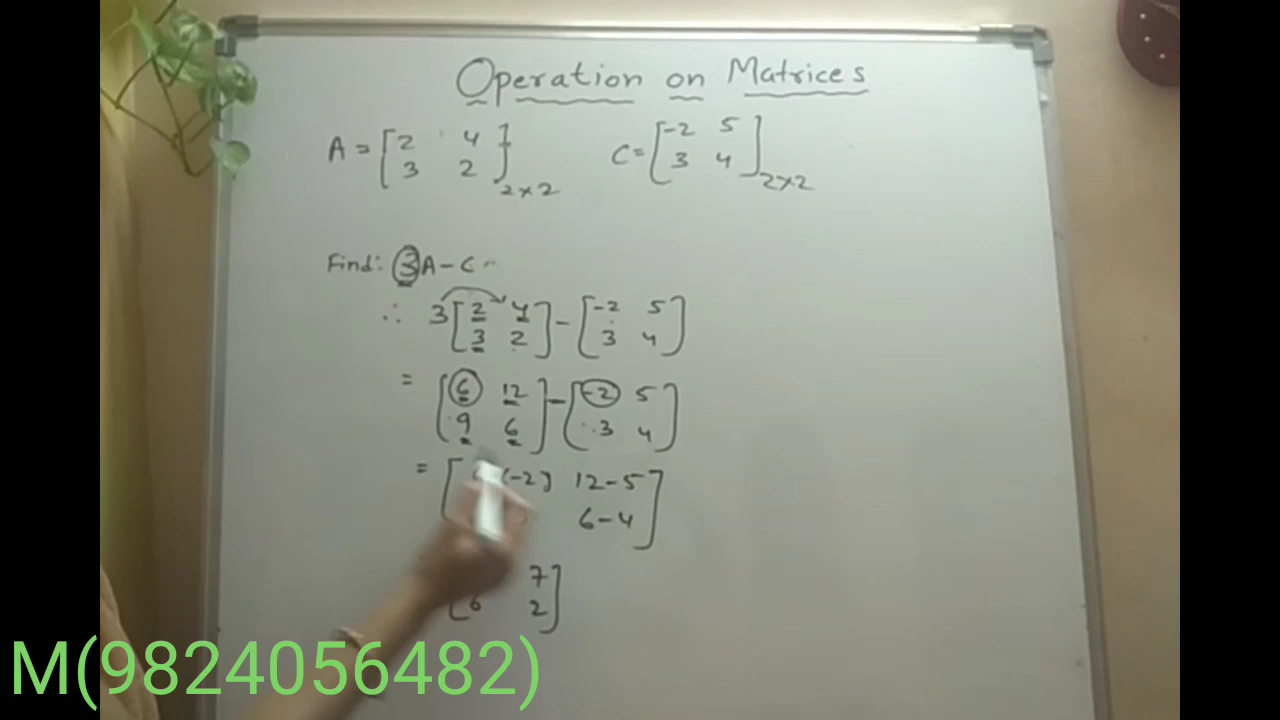 Operation on Matrices
A = [2 4 C = [-2 5
3 2]2×2 3 4]2×2
Find: 3A - C
∴ 3[2 4 - [-2 5
3 2] 3 4]
= [6 12 - [-2 5
9 6] 3 4]
= [ (-2) 12-5
6-4]
[ 7
6 2]
M(9824056482)